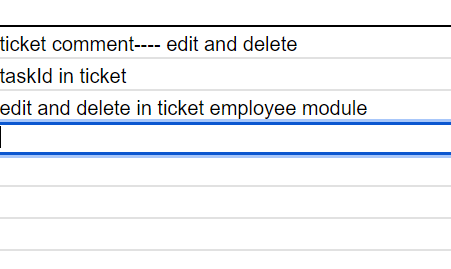 ticket comment---- edit and delete
taskId in ticket
edit and delete in ticket employee module